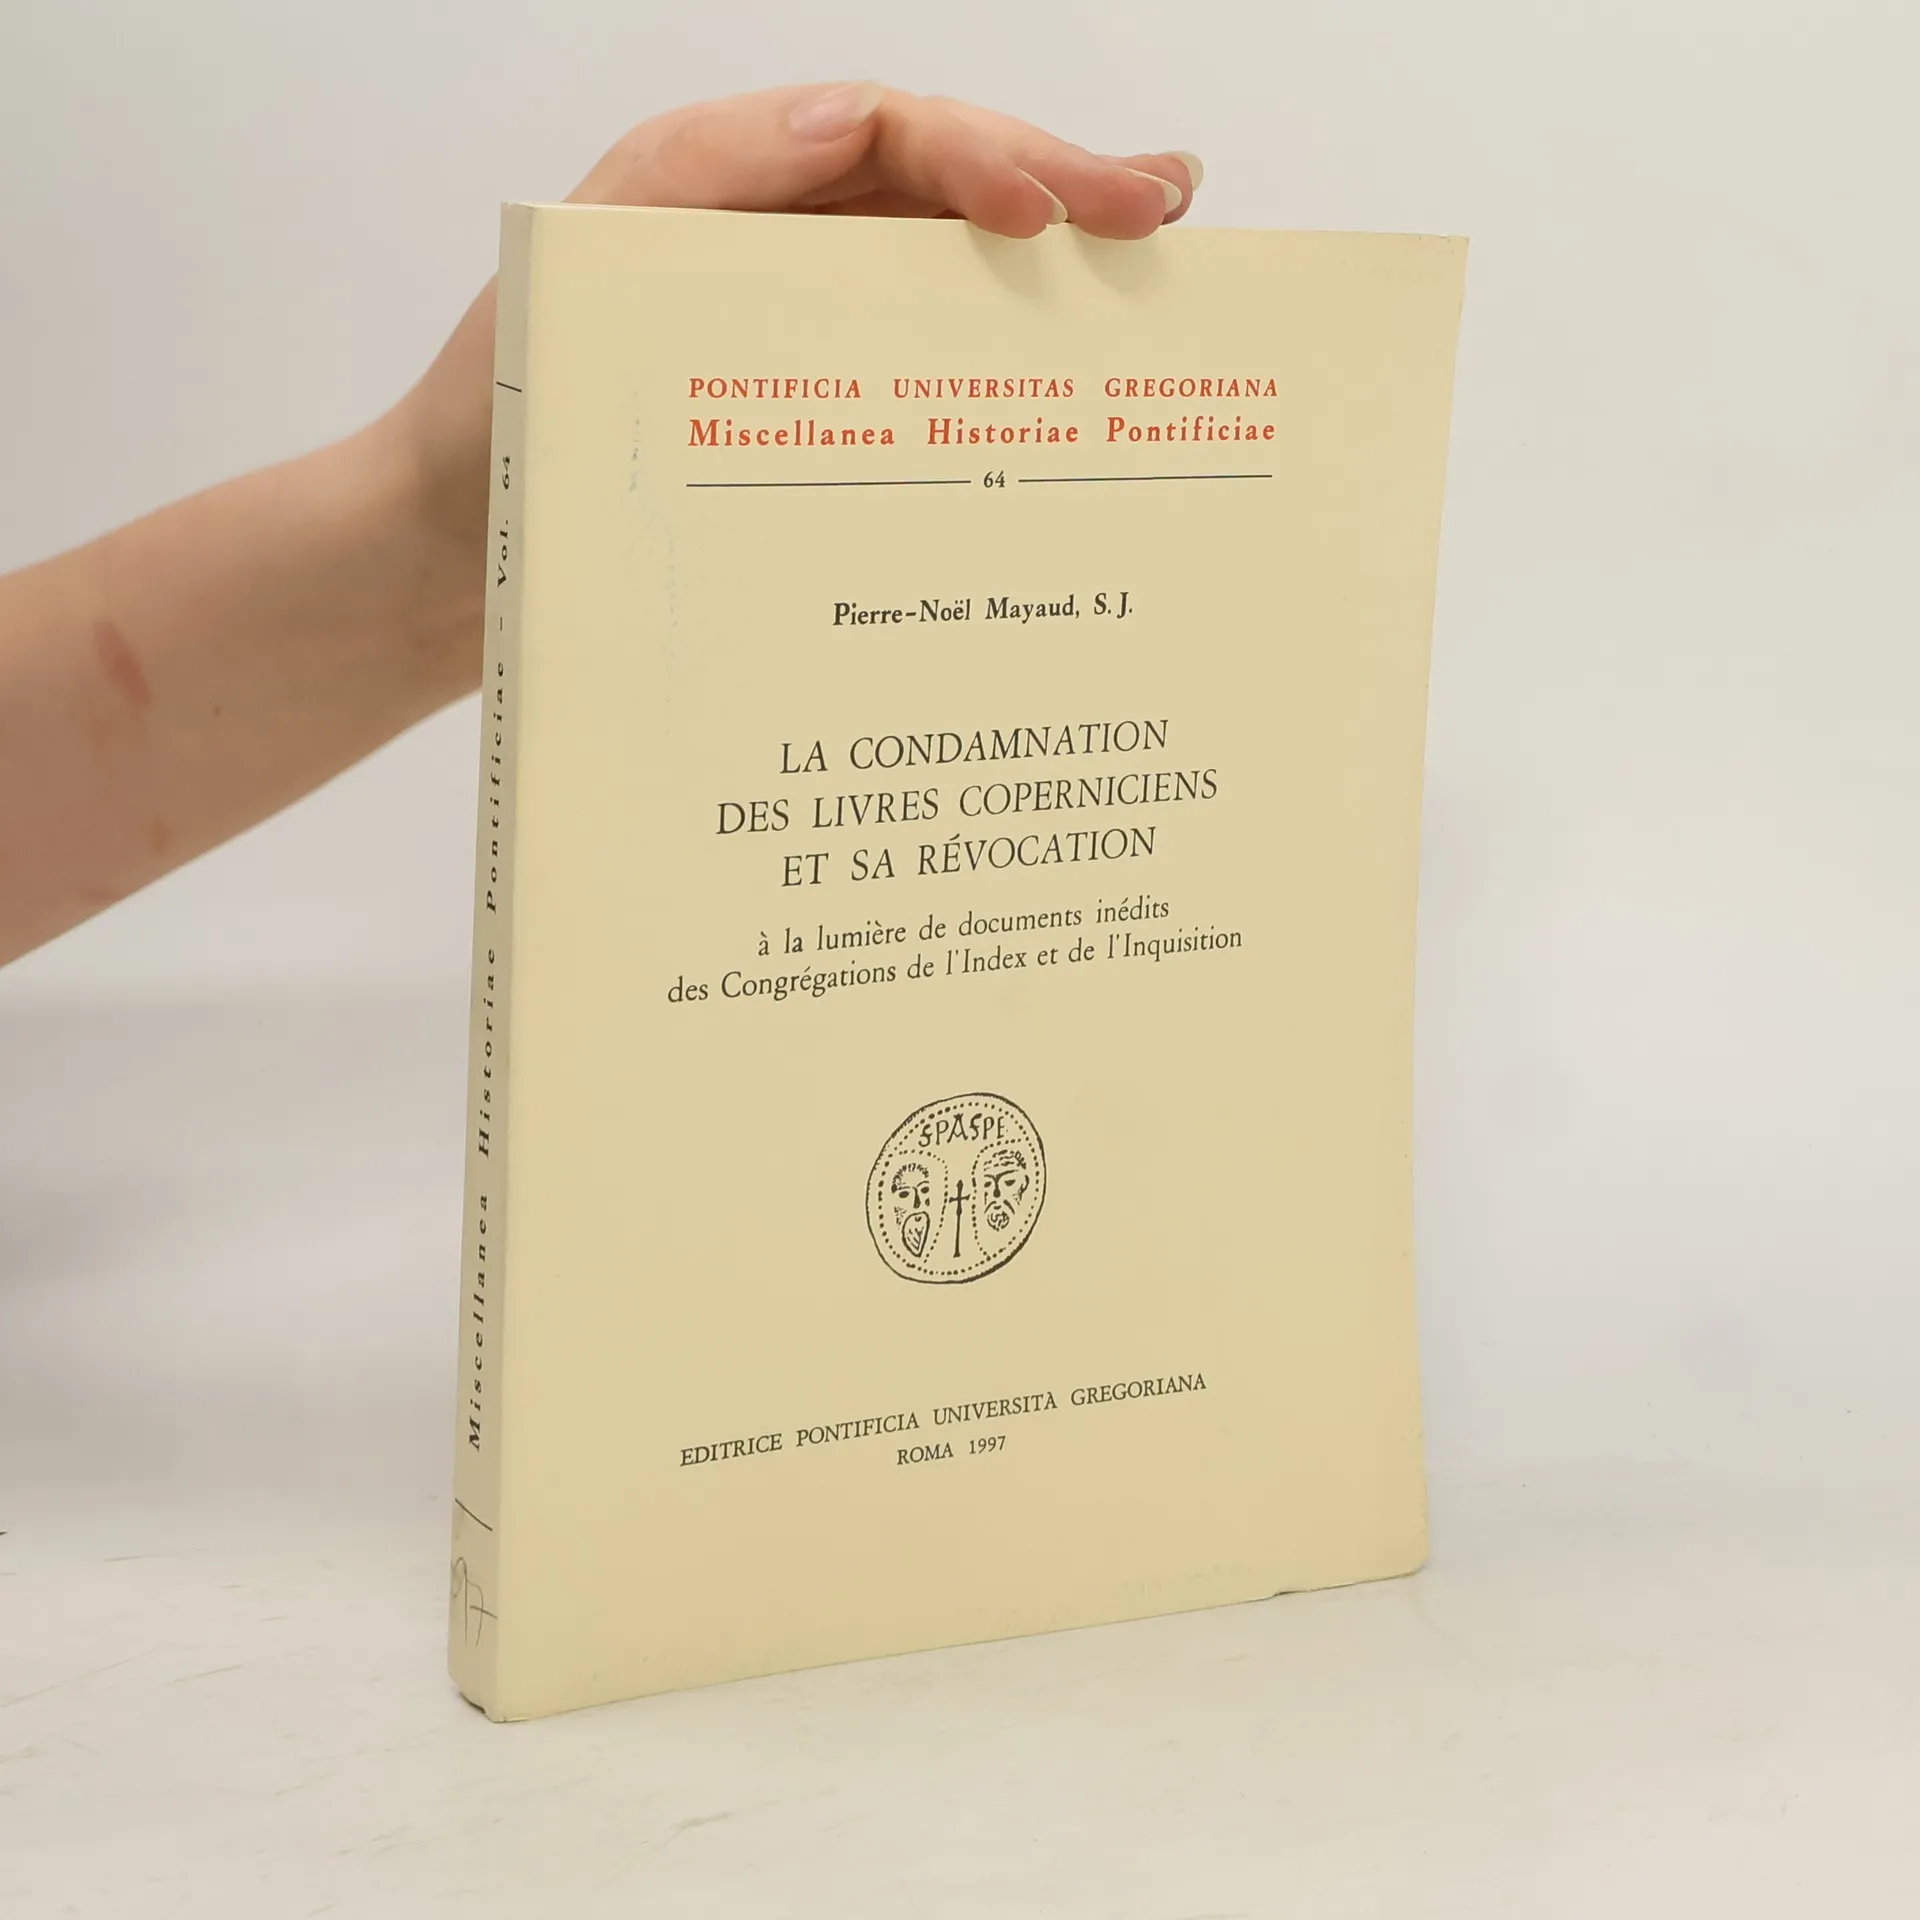 PONTIFICIA UNIVERSITAS GREGORIANA
Miscellanea Historiae Pontificiae
64
Pierre-Noël Mayaud, S. J.
LA CONDAMNATION
DES LIVRES COPERNICIENS
ET SA RÉVOCATION
à la lumière de documents inédits
des Congrégations de l'Index et de l'Inquisition
SPASPE
EDITRICE PONTIFICIA UNIVERSITÀ GREGORIANA
ROMA 1997
Miscellanea Historiae Pontificiae - Vol. 64
97